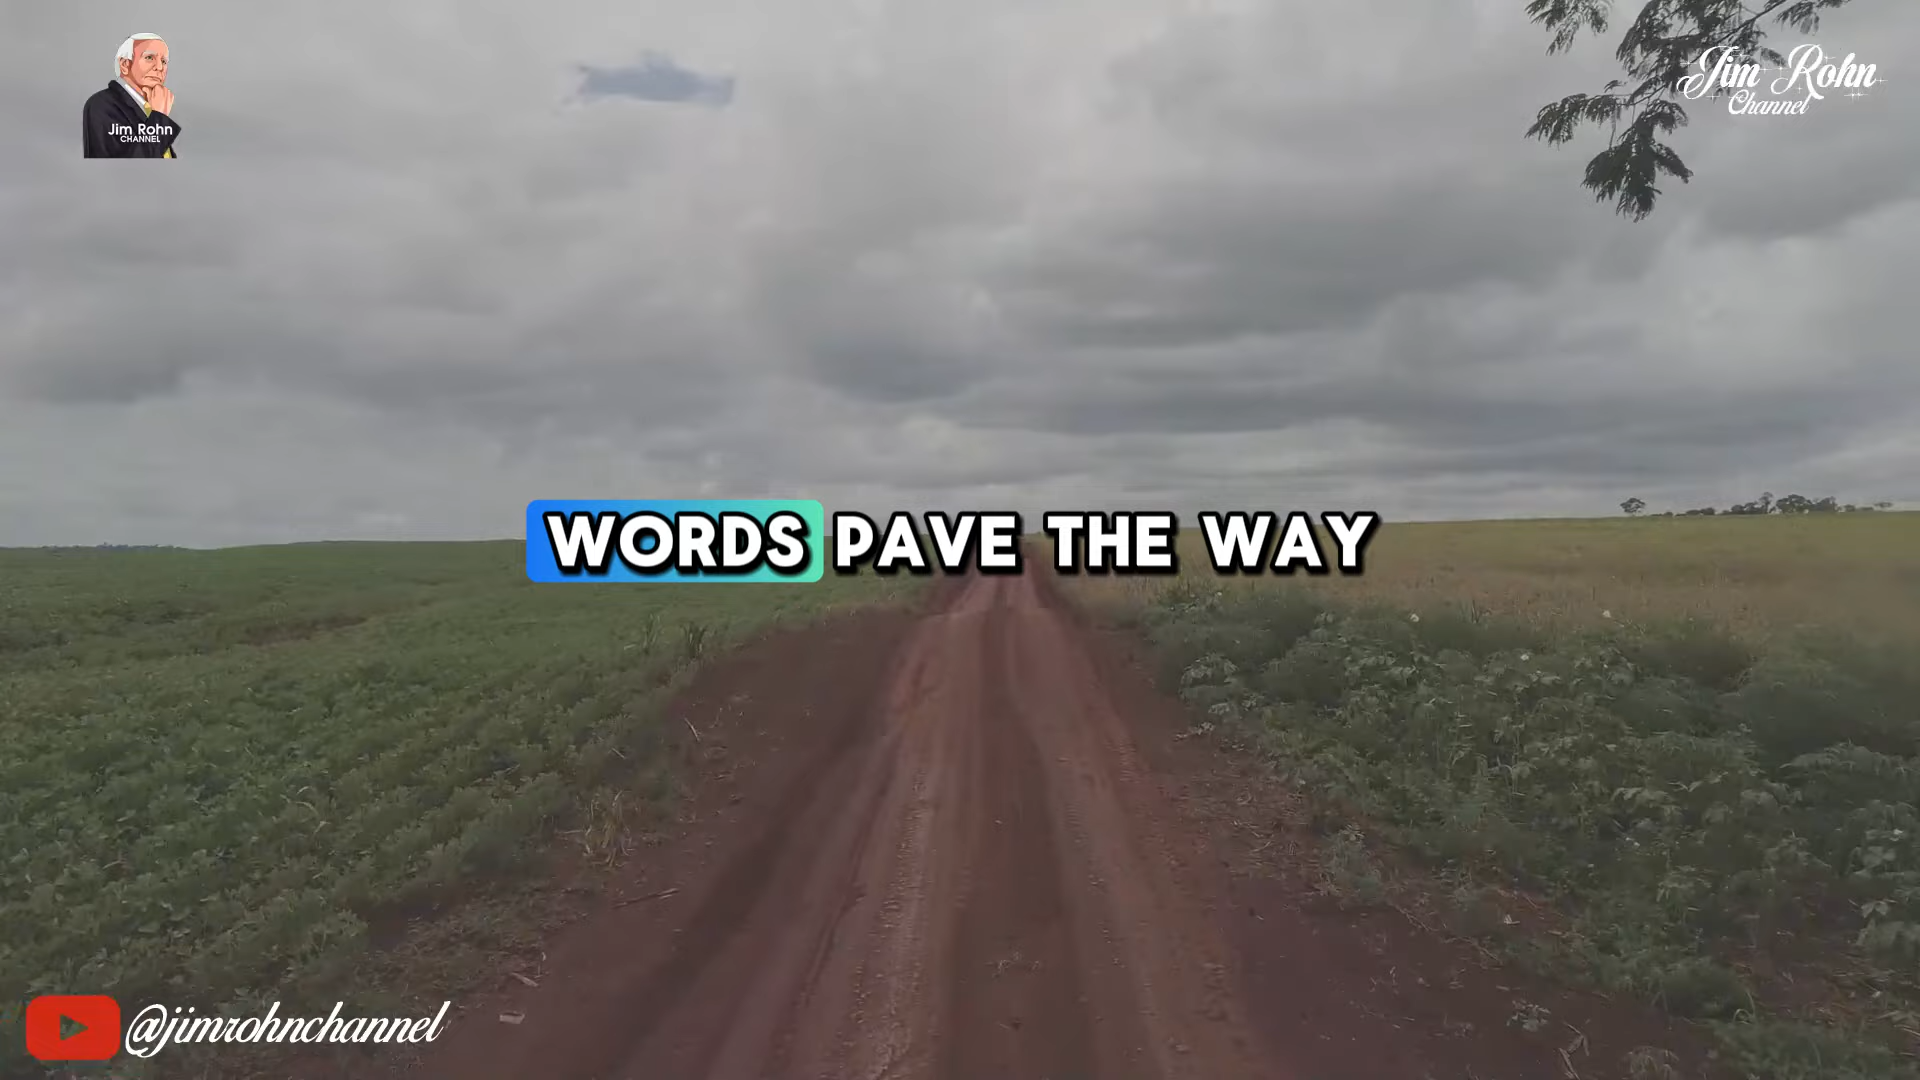 Jim Rohn
CHANNEL
Jim Rohn
Channel
WORDS PAVE THE WAY
@jimrohnchannel